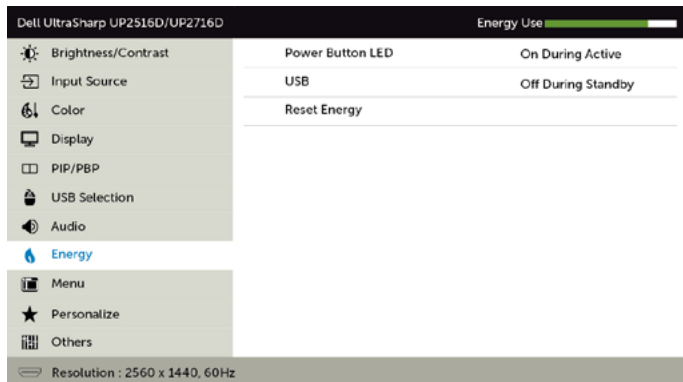 Dell UltraSharp UP2516D/UP2716D Energy Use
Brightness/Contrast Power Button LED On During Active
Input Source USB Off During Standby
Color Reset Energy
Display
PIP/PBP
USB Selection
Audio
Energy
Menu
Personalize
Others
Resolution : 2560 x 1440, 60Hz